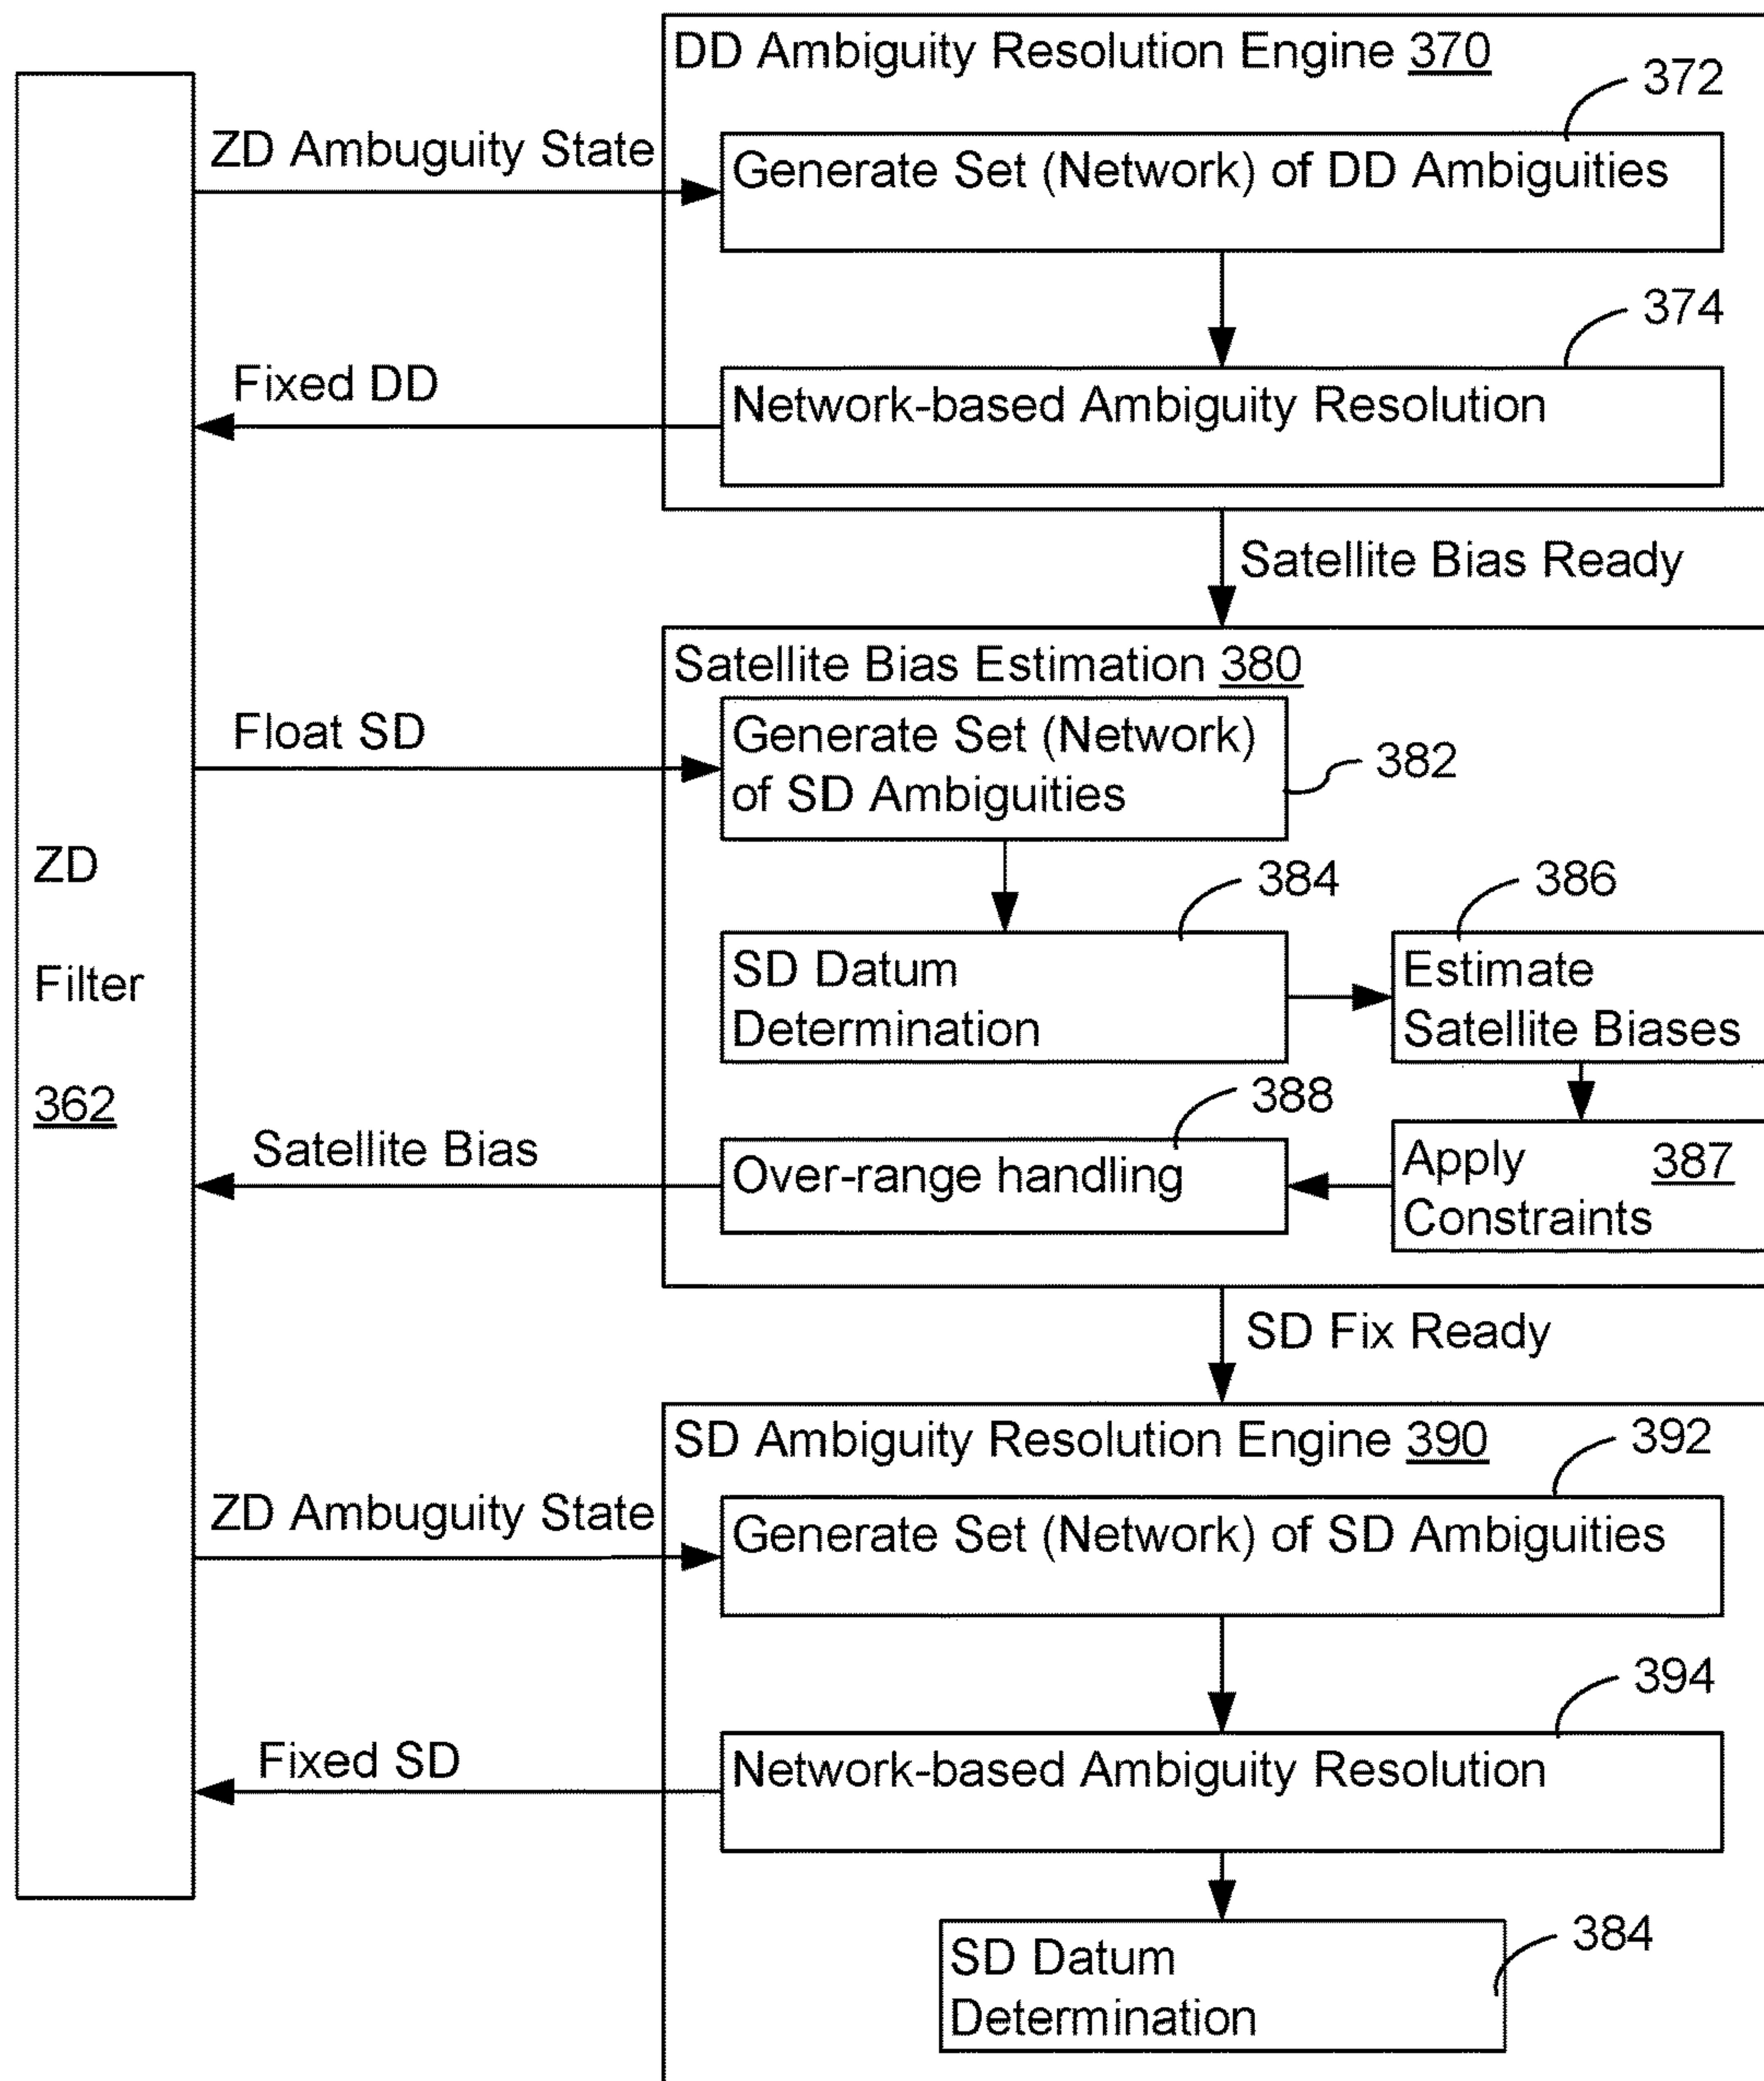 DD Ambiguity Resolution Engine 370
372
ZD Ambuguity State
Generate Set (Network) of DD Ambiguities
374
Fixed DD
Network-based Ambiguity Resolution
Satellite Bias Ready
Satellite Bias Estimation 380
Float SD
Generate Set (Network)
of SD Ambiguities
382
ZD
Filter
362
384
386
SD Datum
Determination
Estimate
Satellite Biases
388
Satellite Bias
Over-range handling
Apply 387
Constraints
SD Fix Ready
SD Ambiguity Resolution Engine 390
392
ZD Ambuguity State
Generate Set (Network) of SD Ambiguities
394
Fixed SD
Network-based Ambiguity Resolution
384
SD Datum
Determination